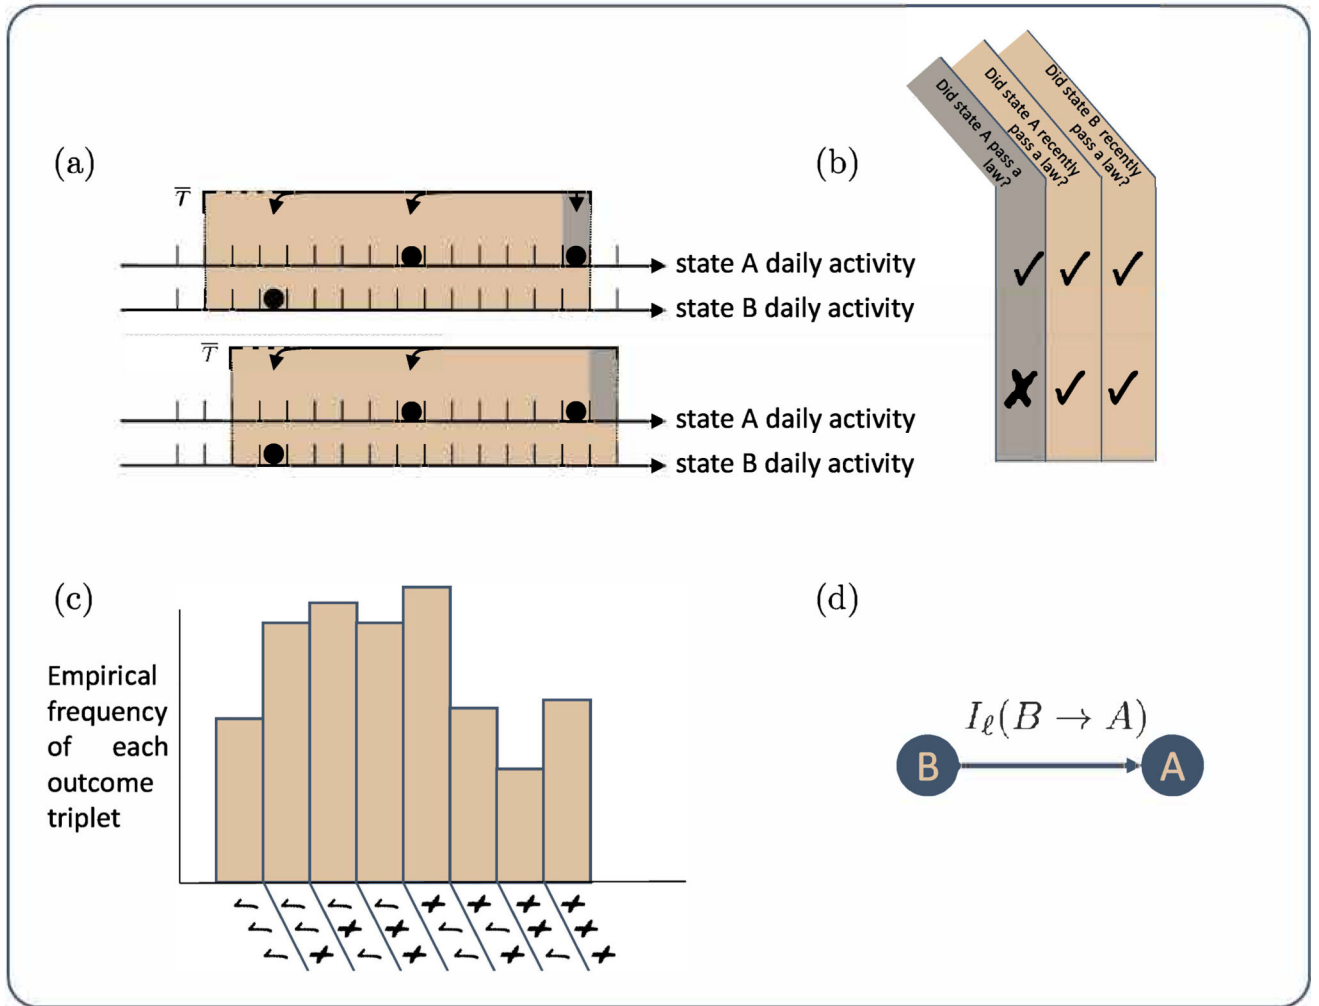 (a)
T̅
state A daily activity
state B daily activity
T̅
state A daily activity
state B daily activity
(b)
Did state A pass a
law?
Did state A recently
pass a law?
Did state B recently
pass a law?
✓ ✓ ✓
✗ ✓ ✓
(c)
Empirical
frequency
of each
outcome
triplet
✓ ✓ ✓ ✓ ✗ ✗ ✗ ✗
✓ ✓ ✗ ✗ ✓ ✓ ✗ ✗
✓ ✗ ✓ ✗ ✓ ✗ ✓ ✗
(d)
I_ℓ(B → A)
B
A